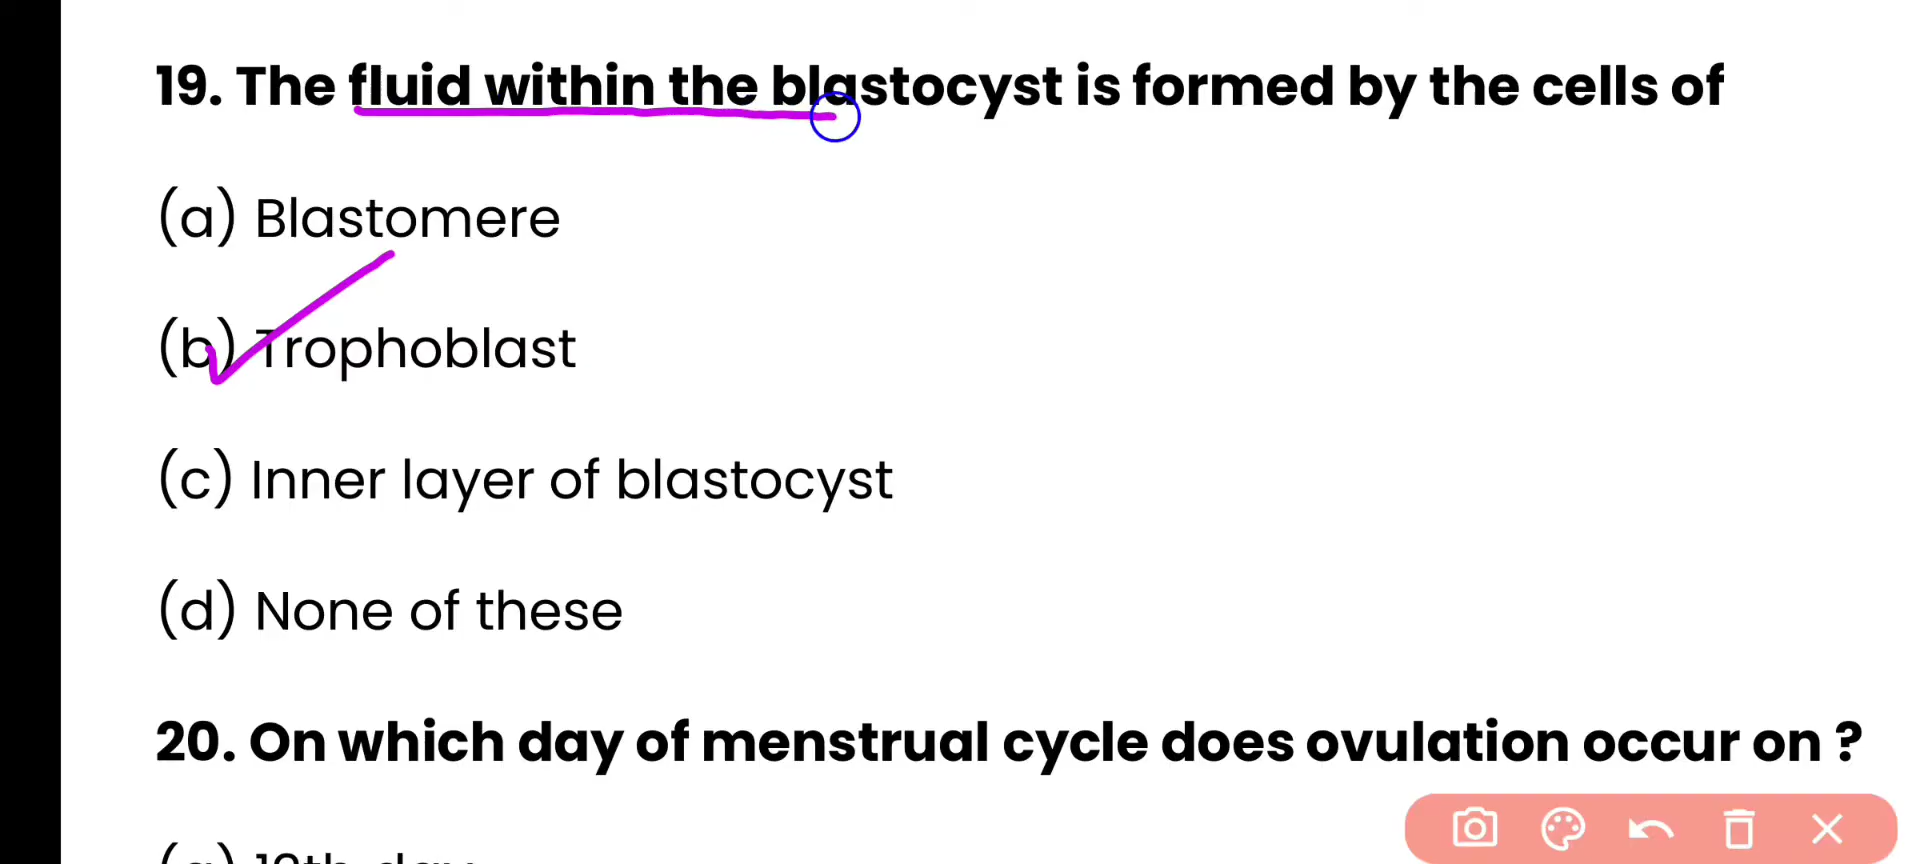 19. The fluid within the blastocyst is formed by the cells of
(a) Blastomere
(b) Trophoblast
(c) Inner layer of blastocyst
(d) None of these
20. On which day of menstrual cycle does ovulation occur on ?